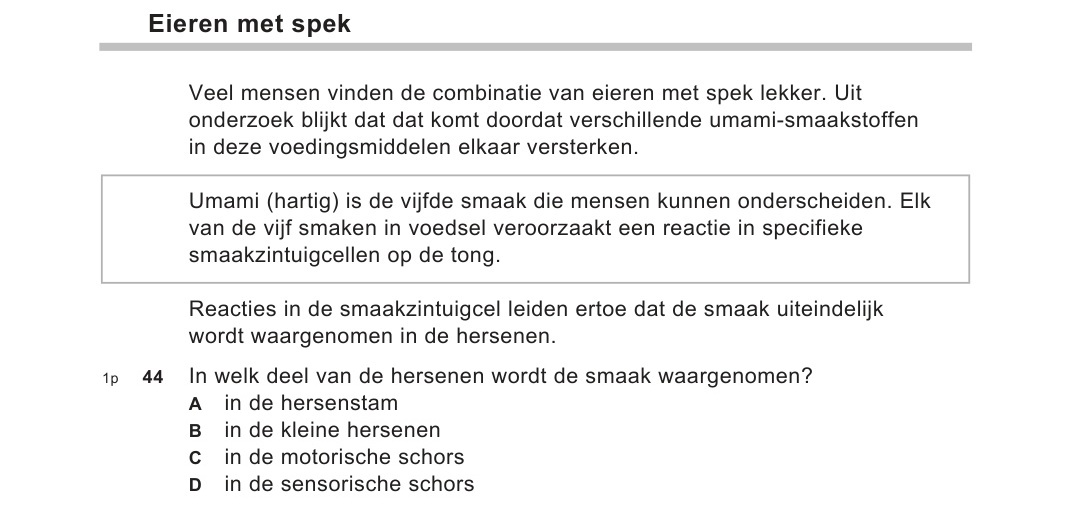 Eieren met spek
Veel mensen vinden de combinatie van eieren met spek lekker. Uit
onderzoek blijkt dat dat komt doordat verschillende umami-smaakstoffen
in deze voedingsmiddelen elkaar versterken.
Umami (hartig) is de vijfde smaak die mensen kunnen onderscheiden. Elk
van de vijf smaken in voedsel veroorzaakt een reactie in specifieke
smaakzintuigcellen op de tong.
Reacties in de smaakzintuigcel leiden ertoe dat de smaak uiteindelijk
wordt waargenomen in de hersenen.
1p 44 In welk deel van de hersenen wordt de smaak waargenomen?
A in de hersenstam
B in de kleine hersenen
C in de motorische schors
D in de sensorische schors